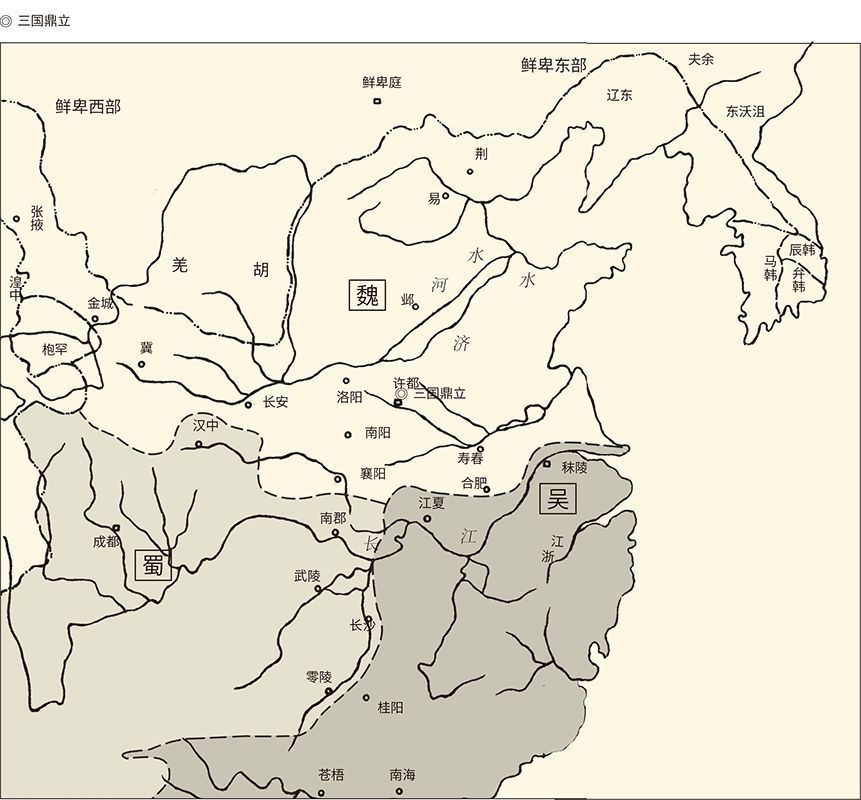 ◎ 三国鼎立
鲜卑西部
鲜卑庭
鲜卑东部
夫余
辽东
东沃沮
荆
易
张掖
羌
胡
湟中
金城
枹罕
冀
魏
邺
河
水
水
济
马韩
辰韩
弁韩
长安
洛阳
许都
◎ 三国鼎立
汉中
南阳
襄阳
寿春
合肥
秣陵
吴
江夏
南郡
长
江
江
浙
成都
蜀
武陵
长沙
零陵
桂阳
苍梧
南海